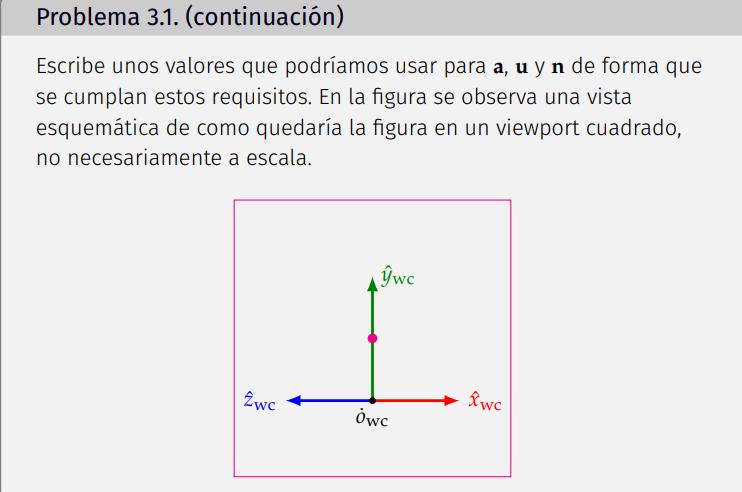 Problema 3.1. (continuación)
Escribe unos valores que podríamos usar para a, u y n de forma que
se cumplan estos requisitos. En la figura se observa una vista
esquemática de como quedaría la figura en un viewport cuadrado,
no necesariamente a escala.
ŷwc
ẑwc
x̂wc
ȯwc